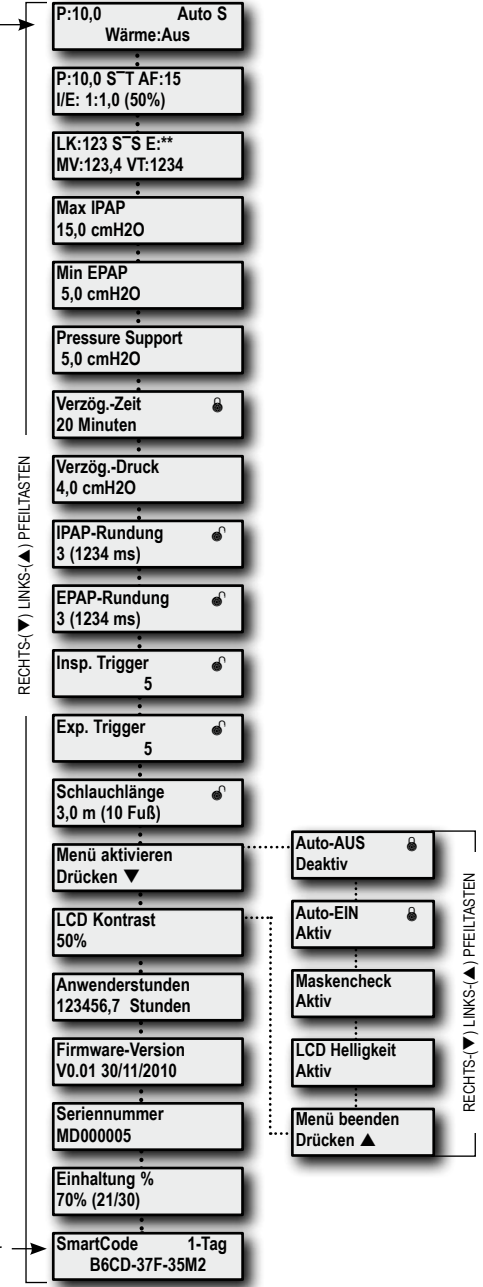 P:10,0 Auto S
Wärme:Aus
P:10,0 S¯T AF:15
I/E: 1:1,0 (50%)
LK:123 S¯S E:**
MV:123,4 VT:1234
Max IPAP
15,0 cmH2O
Min EPAP
5,0 cmH2O
Pressure Support
5,0 cmH2O
Verzög.-Zeit
20 Minuten
Verzög.-Druck
4,0 cmH2O
IPAP-Rundung
3 (1234 ms)
EPAP-Rundung
3 (1234 ms)
Insp. Trigger
5
Exp. Trigger
5
Schlauchlänge
3,0 m (10 Fuß)
Menü aktivieren
Drücken ▼
LCD Kontrast
50%
Anwenderstunden
123456,7 Stunden
Firmware-Version
V0.01 30/11/2010
Seriennummer
MD000005
Einhaltung %
70% (21/30)
SmartCode 1-Tag
B6CD-37F-35M2
RECHTS-(▼) LINKS-(▲) PFEILTASTEN
Auto-AUS
Deaktiv
Auto-EIN
Aktiv
Maskencheck
Aktiv
LCD Helligkeit
Aktiv
Menü beenden
Drücken ▲
RECHTS-(▼) LINKS-(▲) PFEILTASTEN